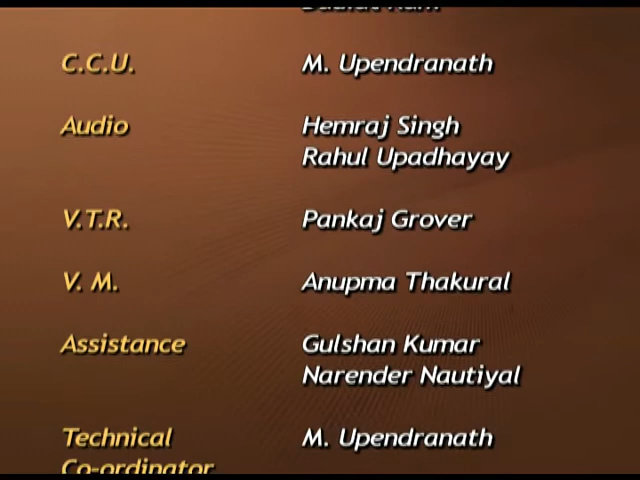 C.C.U. M. Upendranath
Audio Hemraj Singh
Rahul Upadhayay
V.T.R. Pankaj Grover
V. M. Anupma Thakural
Assistance Gulshan Kumar
Narender Nautiyal
Technical M. Upendranath
Co-ordinator